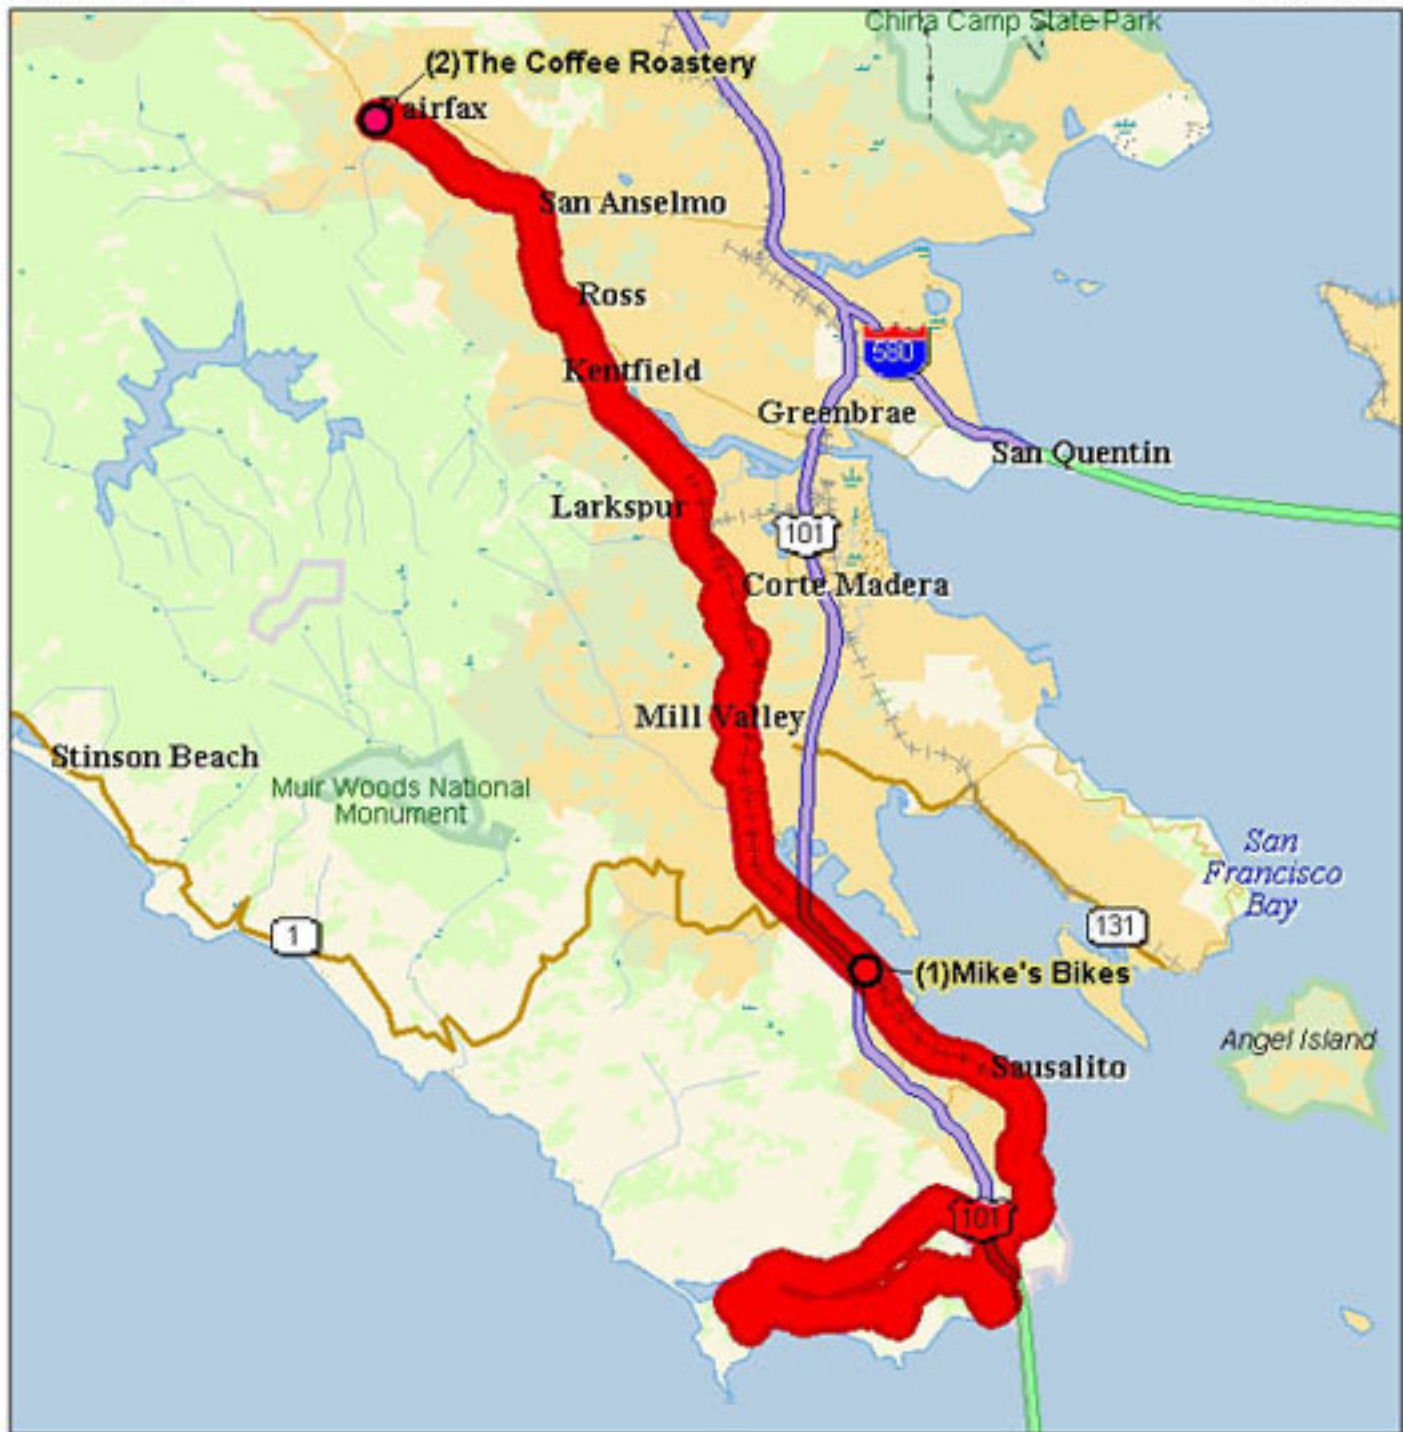 China Camp State Park
(2)The Coffee Roastery
Fairfax
San Anselmo
Ross
580
Kentfield
Greenbrae
San Quentin
Larkspur
101
Corte Madera
Mill Valley
Stinson Beach
Muir Woods National
Monument
San
Francisco
Bay
131
1
(1)Mike's Bikes
Angel Island
Sausalito
101